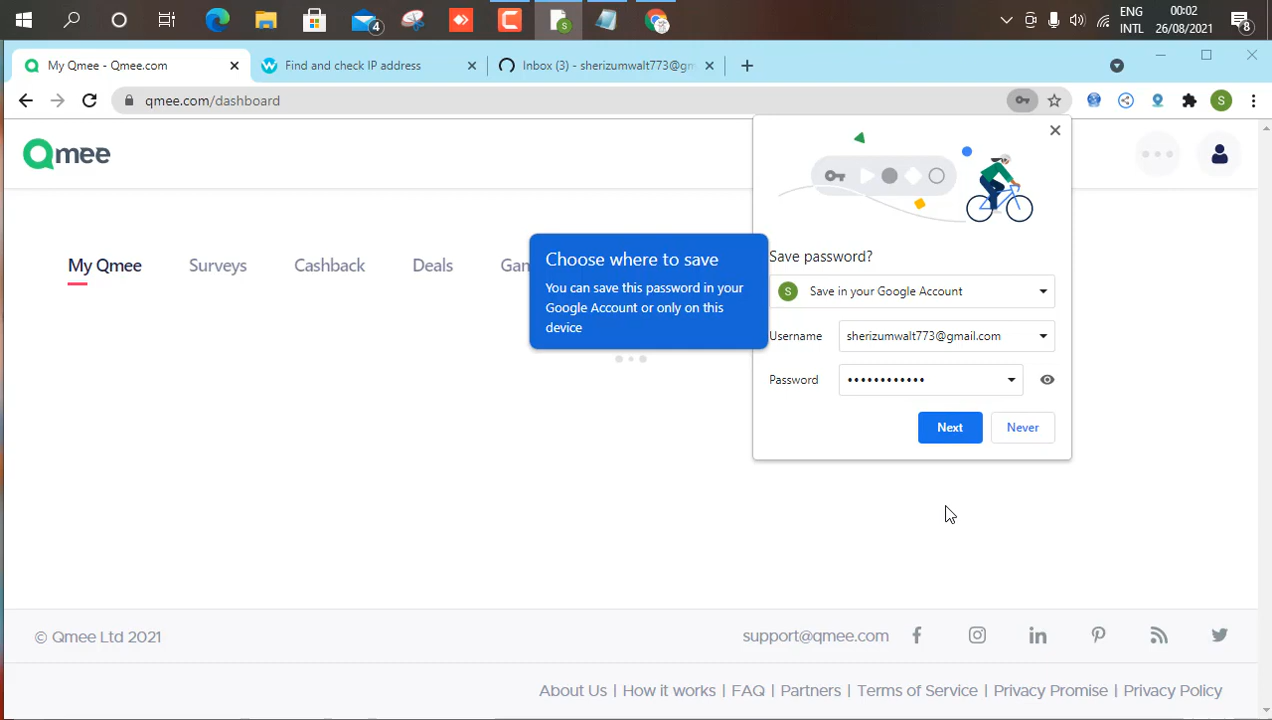 4
ENG
INTL
00:02
26/08/2021
8
My Qmee - Qmee.com
Find and check IP address
Inbox (3) - sherizumwalt773@gm
qmee.com/dashboard
S
Qmee
My Qmee
Surveys
Cashback
Deals
Gam
Choose where to save
You can save this password in your
Google Account or only on this
device
Save password?
S
Save in your Google Account
Username
sherizumwalt773@gmail.com
Password
••••••••••••
Next
Never
© Qmee Ltd 2021
support@qmee.com
About Us | How it works | FAQ | Partners | Terms of Service | Privacy Promise | Privacy Policy